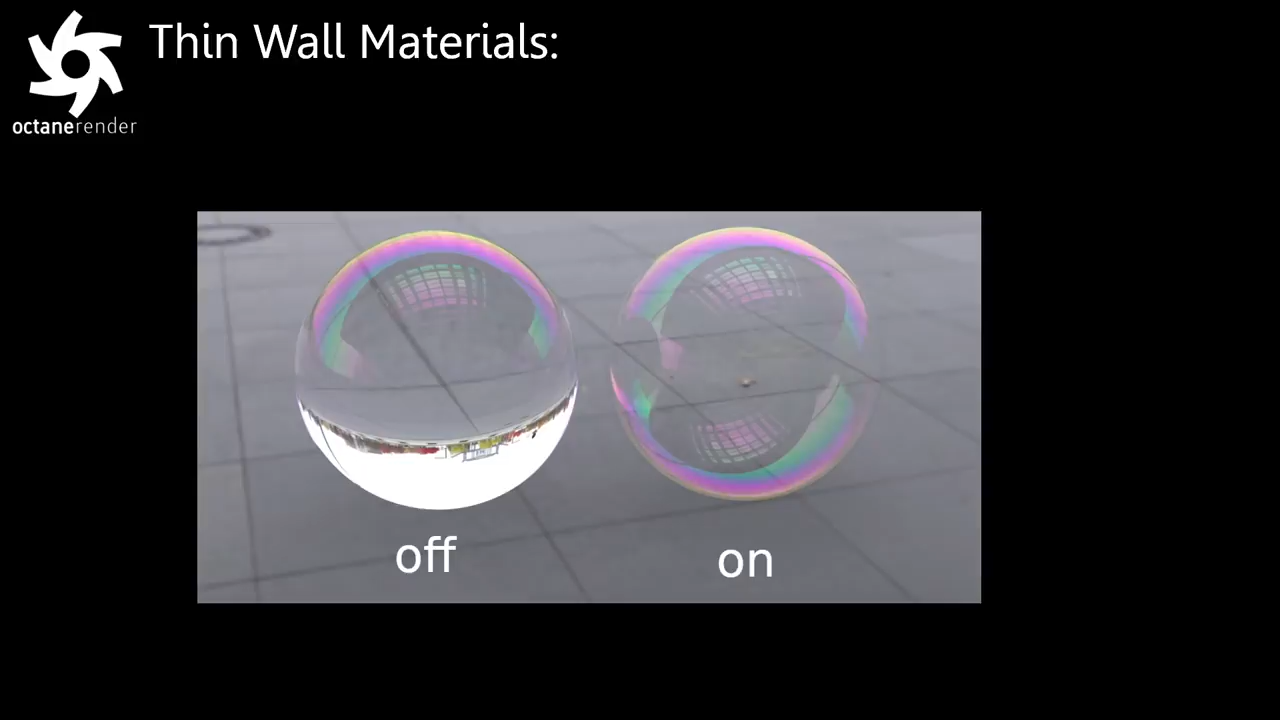 Thin Wall Materials:
octanerender
off
on